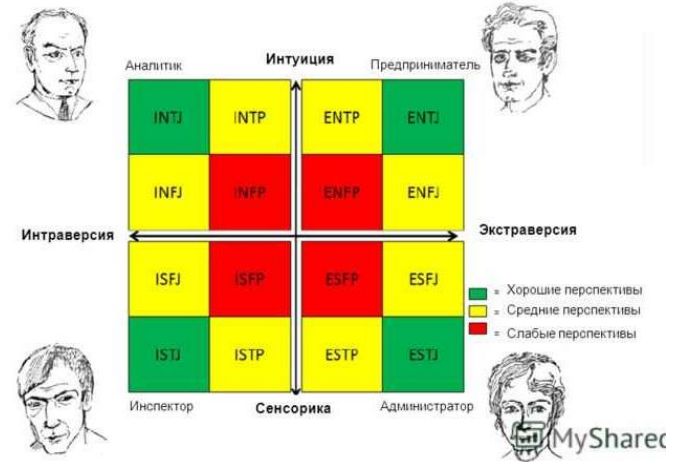 Интуиция
Аналитик
Предприниматель
INTJ
INTP
ENTP
ENTJ
INFJ
INFP
ENFP
ENFJ
Интраверсия
Экстраверсия
ISFJ
ISFP
ESFP
ESFJ
= Хорошие перспективы
= Средние перспективы
= Слабые перспективы
ISTJ
ISTP
ESTP
ESTJ
Инспектор
Сенсорика
Администратор
MyShared